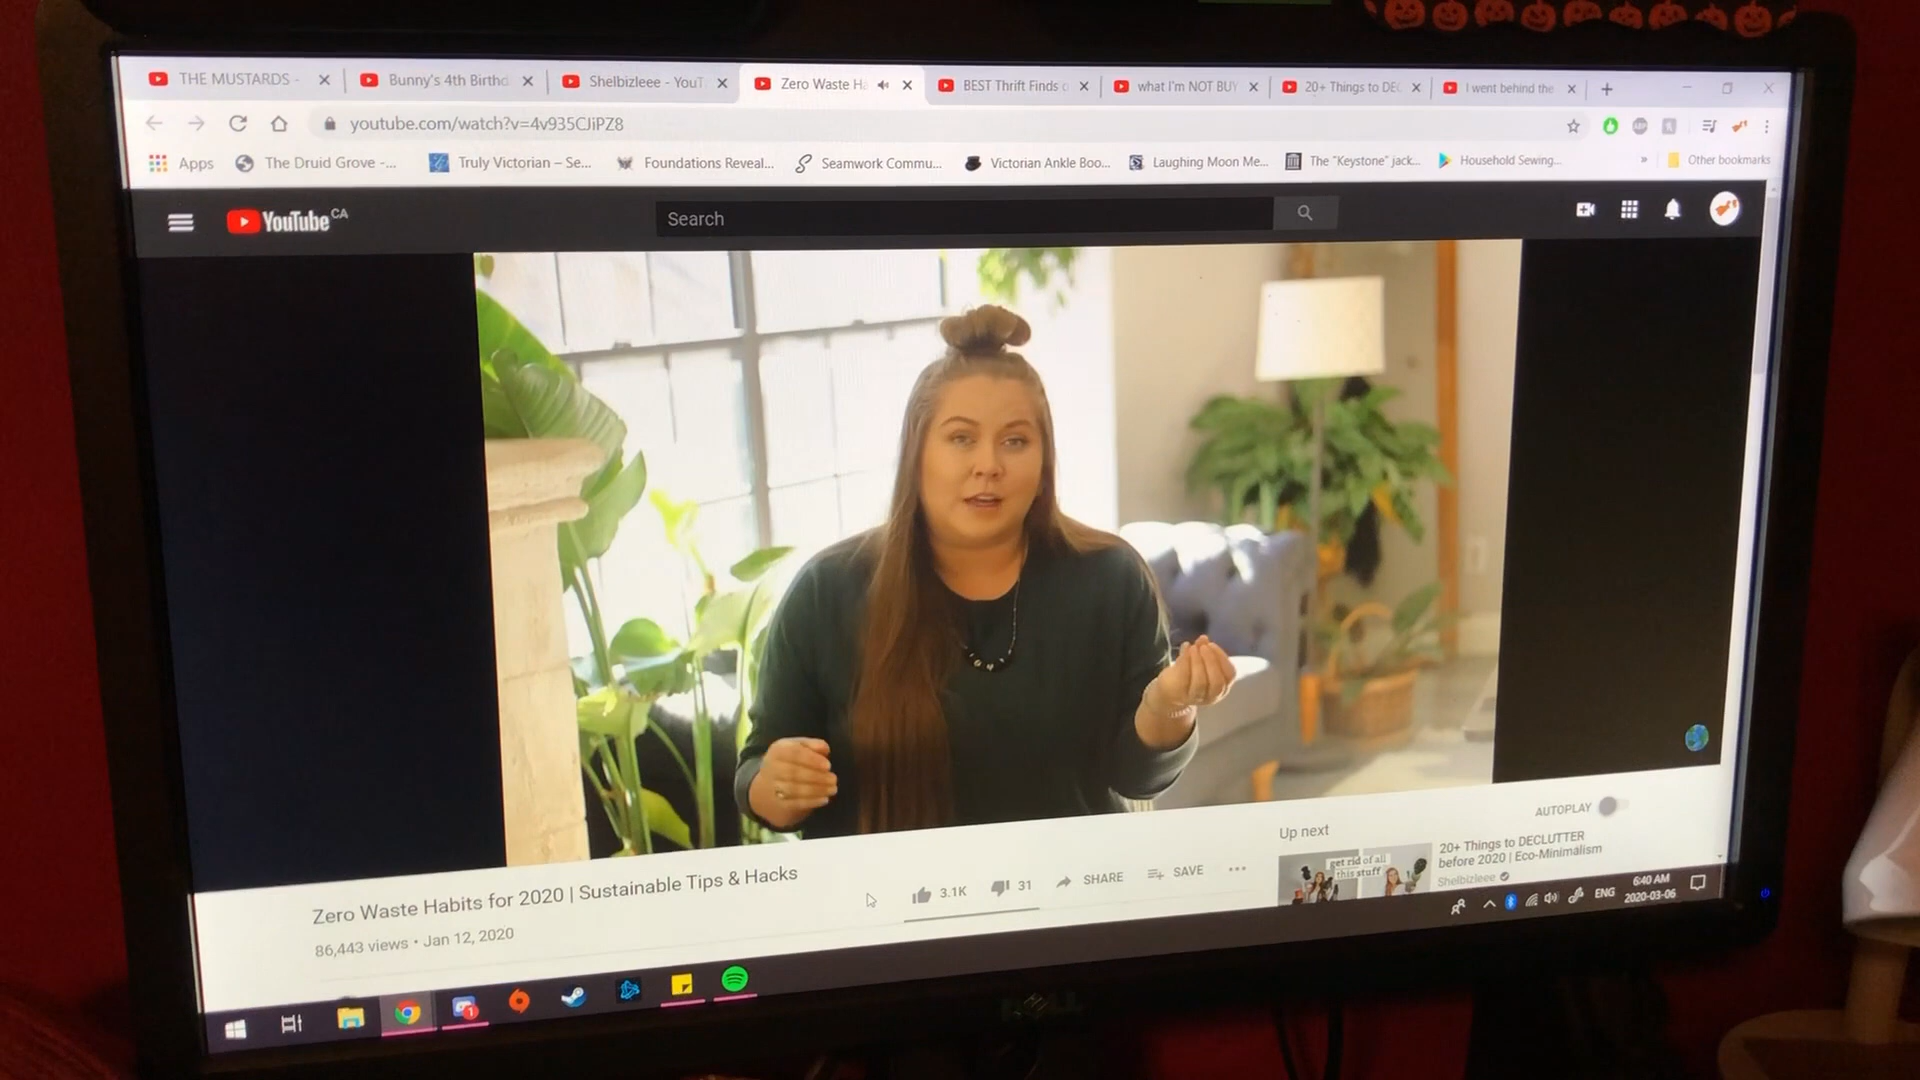 THE MUSTARDS -
Bunny's 4th Birthd
Shelbizleee - YouT
Zero Waste Ha
BEST Thrift Finds o
what I'm NOT BUY
20+ Things to DEC
I went behind the
youtube.com/watch?v=4v935CJiPZ8
Apps
The Druid Grove -...
Truly Victorian – Se...
Foundations Reveal...
Seamwork Commu...
Victorian Ankle Boo...
Laughing Moon Me...
The "Keystone" jack...
Household Sewing...
»
Other bookmarks
YouTube CA
Search
AUTOPLAY
Up next
20+ Things to DECLUTTER
before 2020 | Eco-Minimalism
Shelbizleee
get rid of all
this stuff
Zero Waste Habits for 2020 | Sustainable Tips & Hacks
86,443 views • Jan 12, 2020
3.1K
31
SHARE
SAVE
ENG
6:40 AM
2020-03-06
1